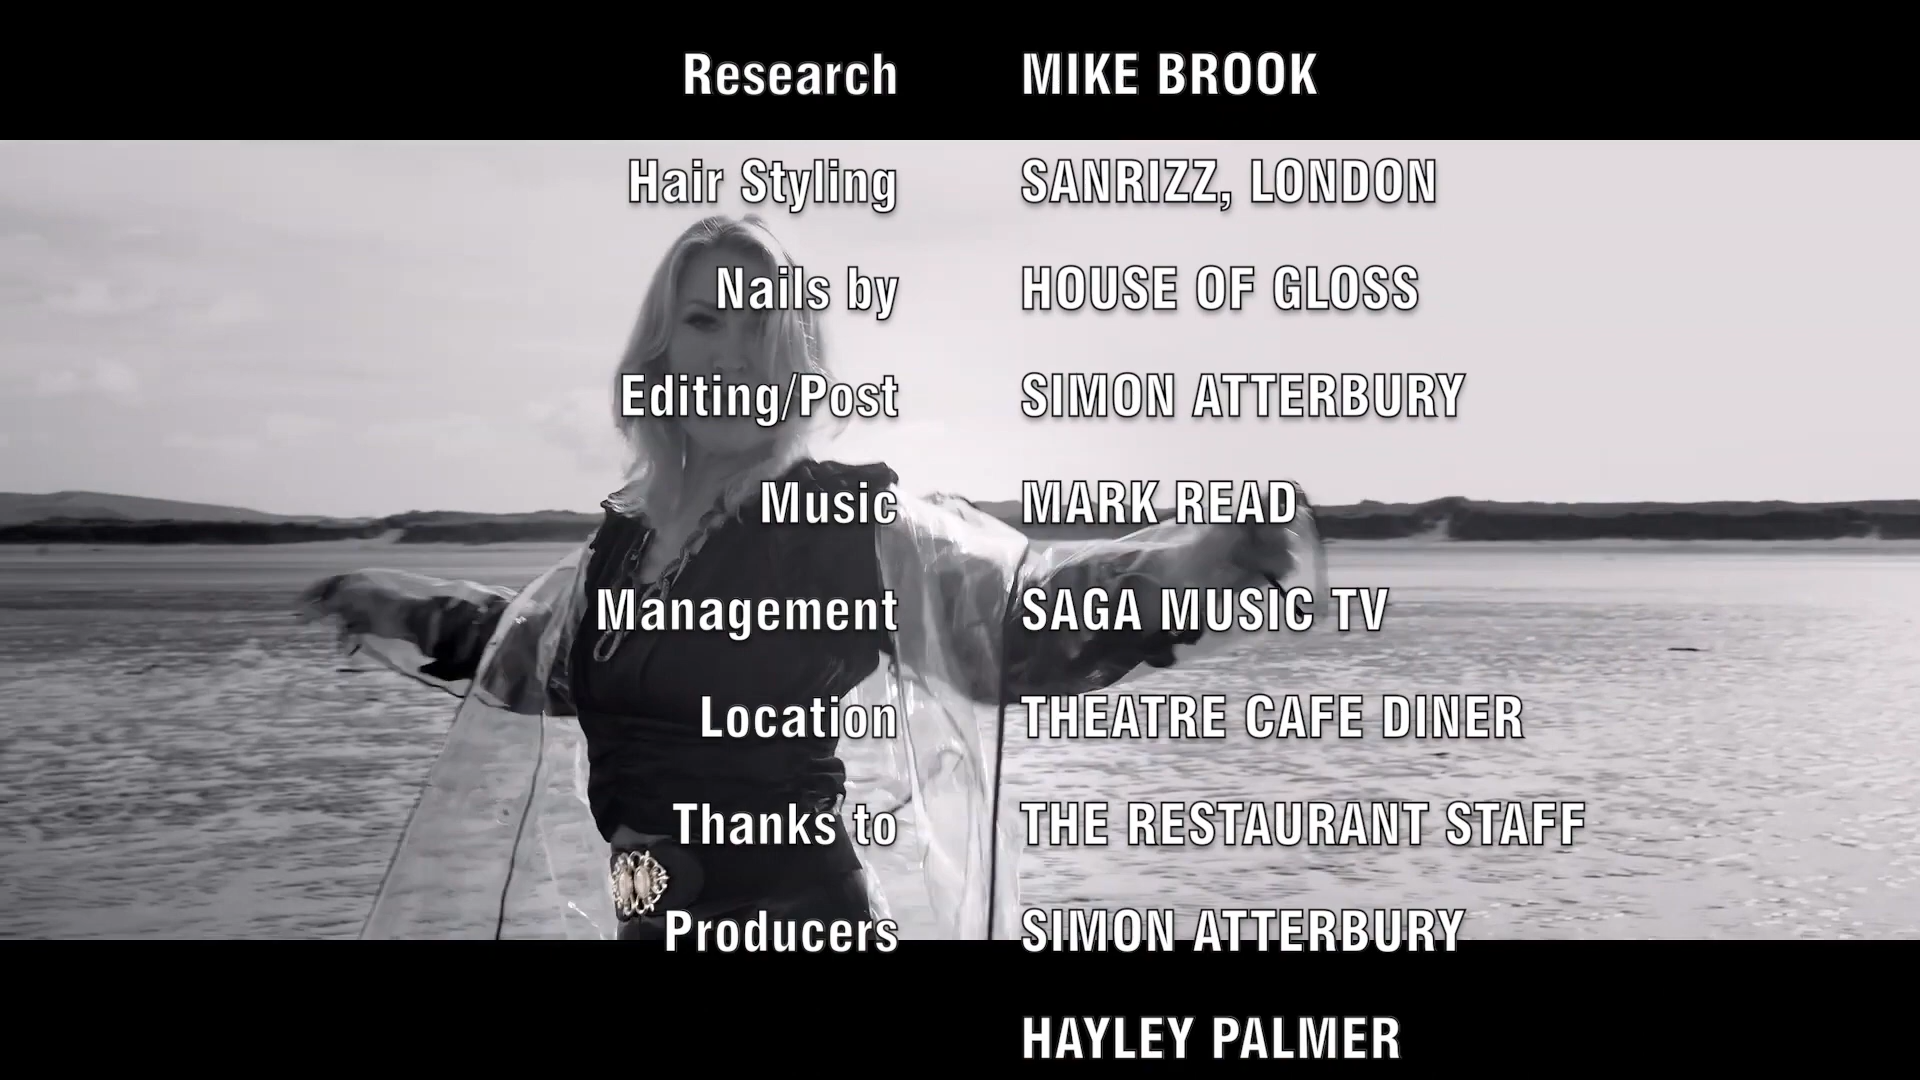 Research MIKE BROOK
Hair Styling SANRIZZ, LONDON
Nails by HOUSE OF GLOSS
Editing/Post SIMON ATTERBURY
Music MARK READ
Management SAGA MUSIC TV
Location THEATRE CAFE DINER
Thanks to THE RESTAURANT STAFF
Producers SIMON ATTERBURY
HAYLEY PALMER